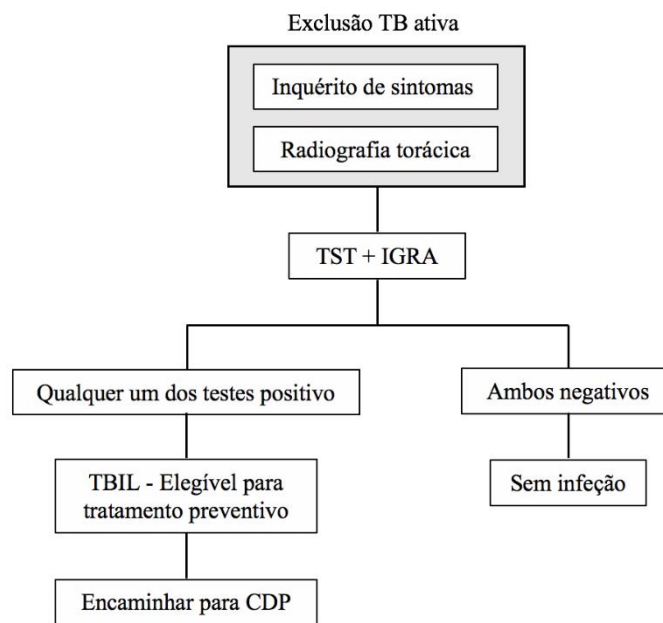 Exclusão TB ativa
Inquérito de sintomas
Radiografia torácica
TST + IGRA
Qualquer um dos testes positivo
Ambos negativos
TBIL - Elegível para
tratamento preventivo
Sem infeção
Encaminhar para CDP